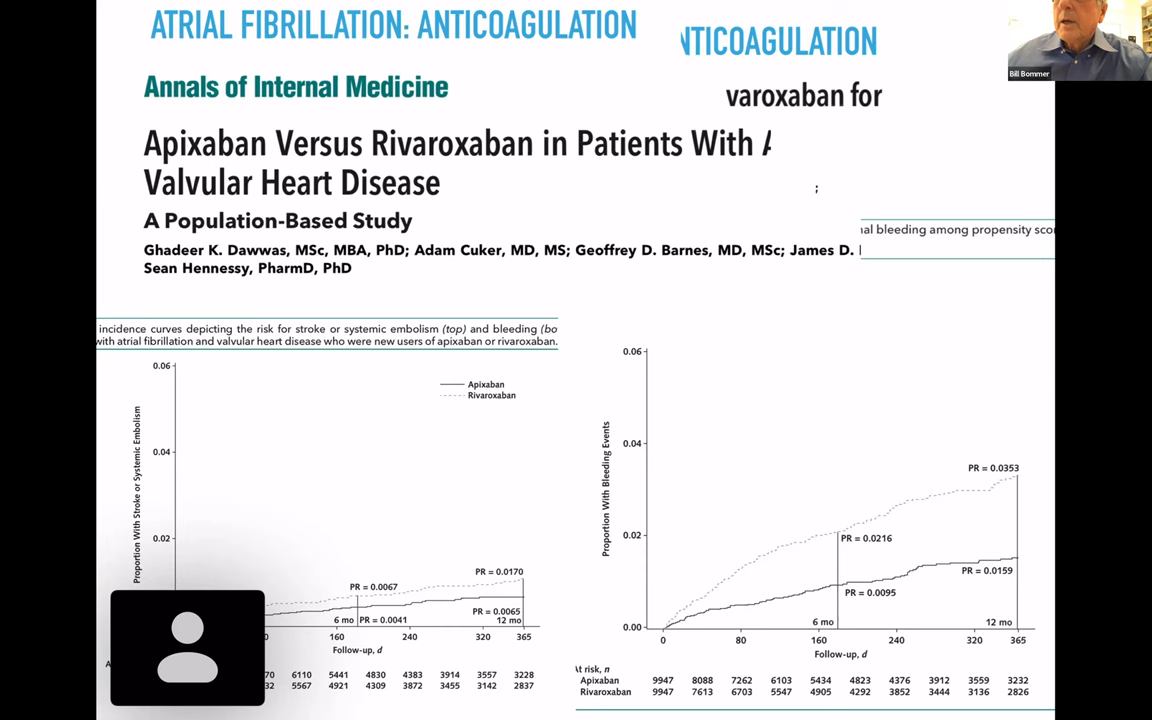 ATRIAL FIBRILLATION: ANTICOAGULATION
NTICOAGULATION
Bill Bommer
Annals of Internal Medicine
varoxaban for
Apixaban Versus Rivaroxaban in Patients With A
Valvular Heart Disease
;
A Population-Based Study
nal bleeding among propensity scor
Ghadeer K. Dawwas, MSc, MBA, PhD; Adam Cuker, MD, MS; Geoffrey D. Barnes, MD, MSc; James D.
Sean Hennessy, PharmD, PhD
incidence curves depicting the risk for stroke or systemic embolism (top) and bleeding (bo
with atrial fibrillation and valvular heart disease who were new users of apixaban or rivaroxaban.
0.06
Apixaban
Rivaroxaban
0.04
0.02
Proportion With Stroke or Systemic Embolism
PR = 0.0170
PR = 0.0067
PR = 0.0065
6 mo PR = 0.0041 12 mo
0 160 240 320 365
Follow-up, d
A
70 6110 5441 4830 4383 3914 3557 3228
32 5567 4921 4309 3872 3455 3142 2837
0.06
0.04
0.02
0.00
Proportion With Bleeding Events
PR = 0.0353
PR = 0.0216
PR = 0.0159
PR = 0.0095
6 mo 12 mo
0 80 160 240 320 365
Follow-up, d
At risk, n
Apixaban 9947 8088 7262 6103 5434 4823 4376 3912 3559 3232
Rivaroxaban 9947 7613 6703 5547 4905 4292 3852 3444 3136 2826